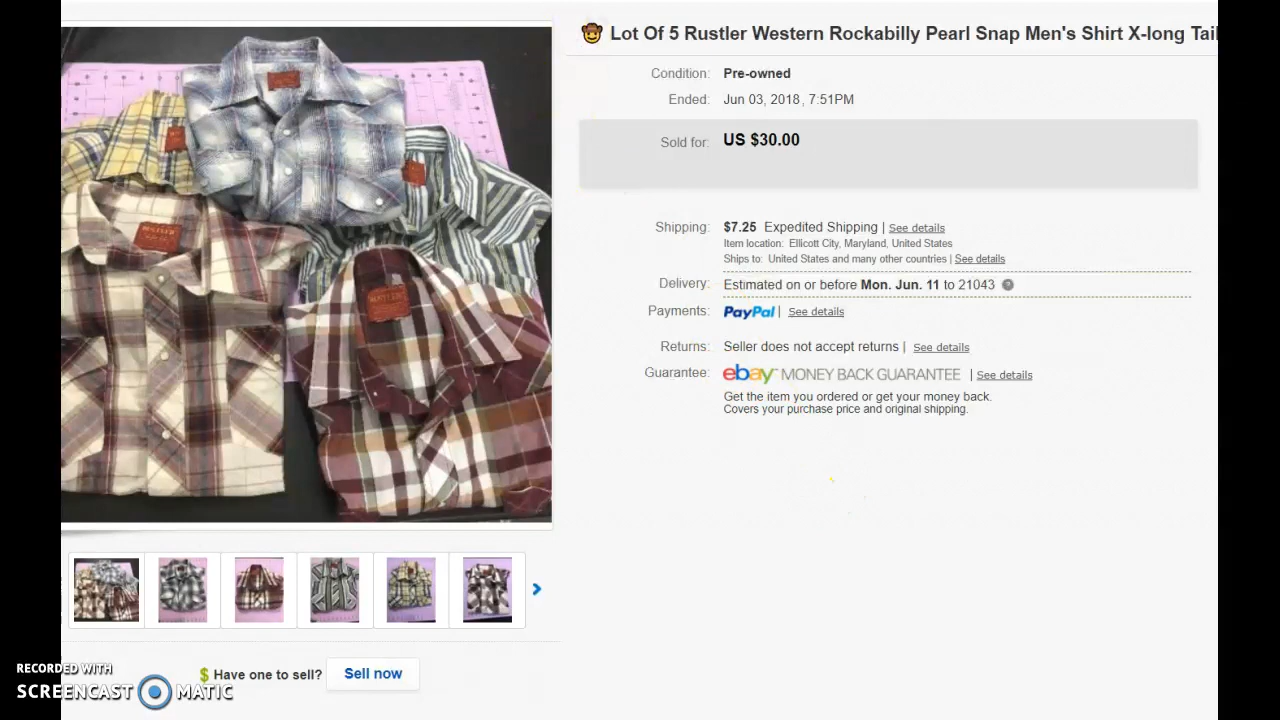 Lot Of 5 Rustler Western Rockabilly Pearl Snap Men's Shirt X-long Tail
Condition: Pre-owned
Ended: Jun 03, 2018 , 7:51PM
Sold for: US $30.00
Shipping: $7.25 Expedited Shipping | See details
Item location: Ellicott City, Maryland, United States
Ships to: United States and many other countries | See details
Delivery: Estimated on or before Mon. Jun. 11 to 21043
Payments: PayPal | See details
Returns: Seller does not accept returns | See details
Guarantee: ebay MONEY BACK GUARANTEE | See details
Get the item you ordered or get your money back.
Covers your purchase price and original shipping.
RUSTLER
RUSTLER
$ Have one to sell? Sell now
RECORDED WITH
SCREENCAST MATIC